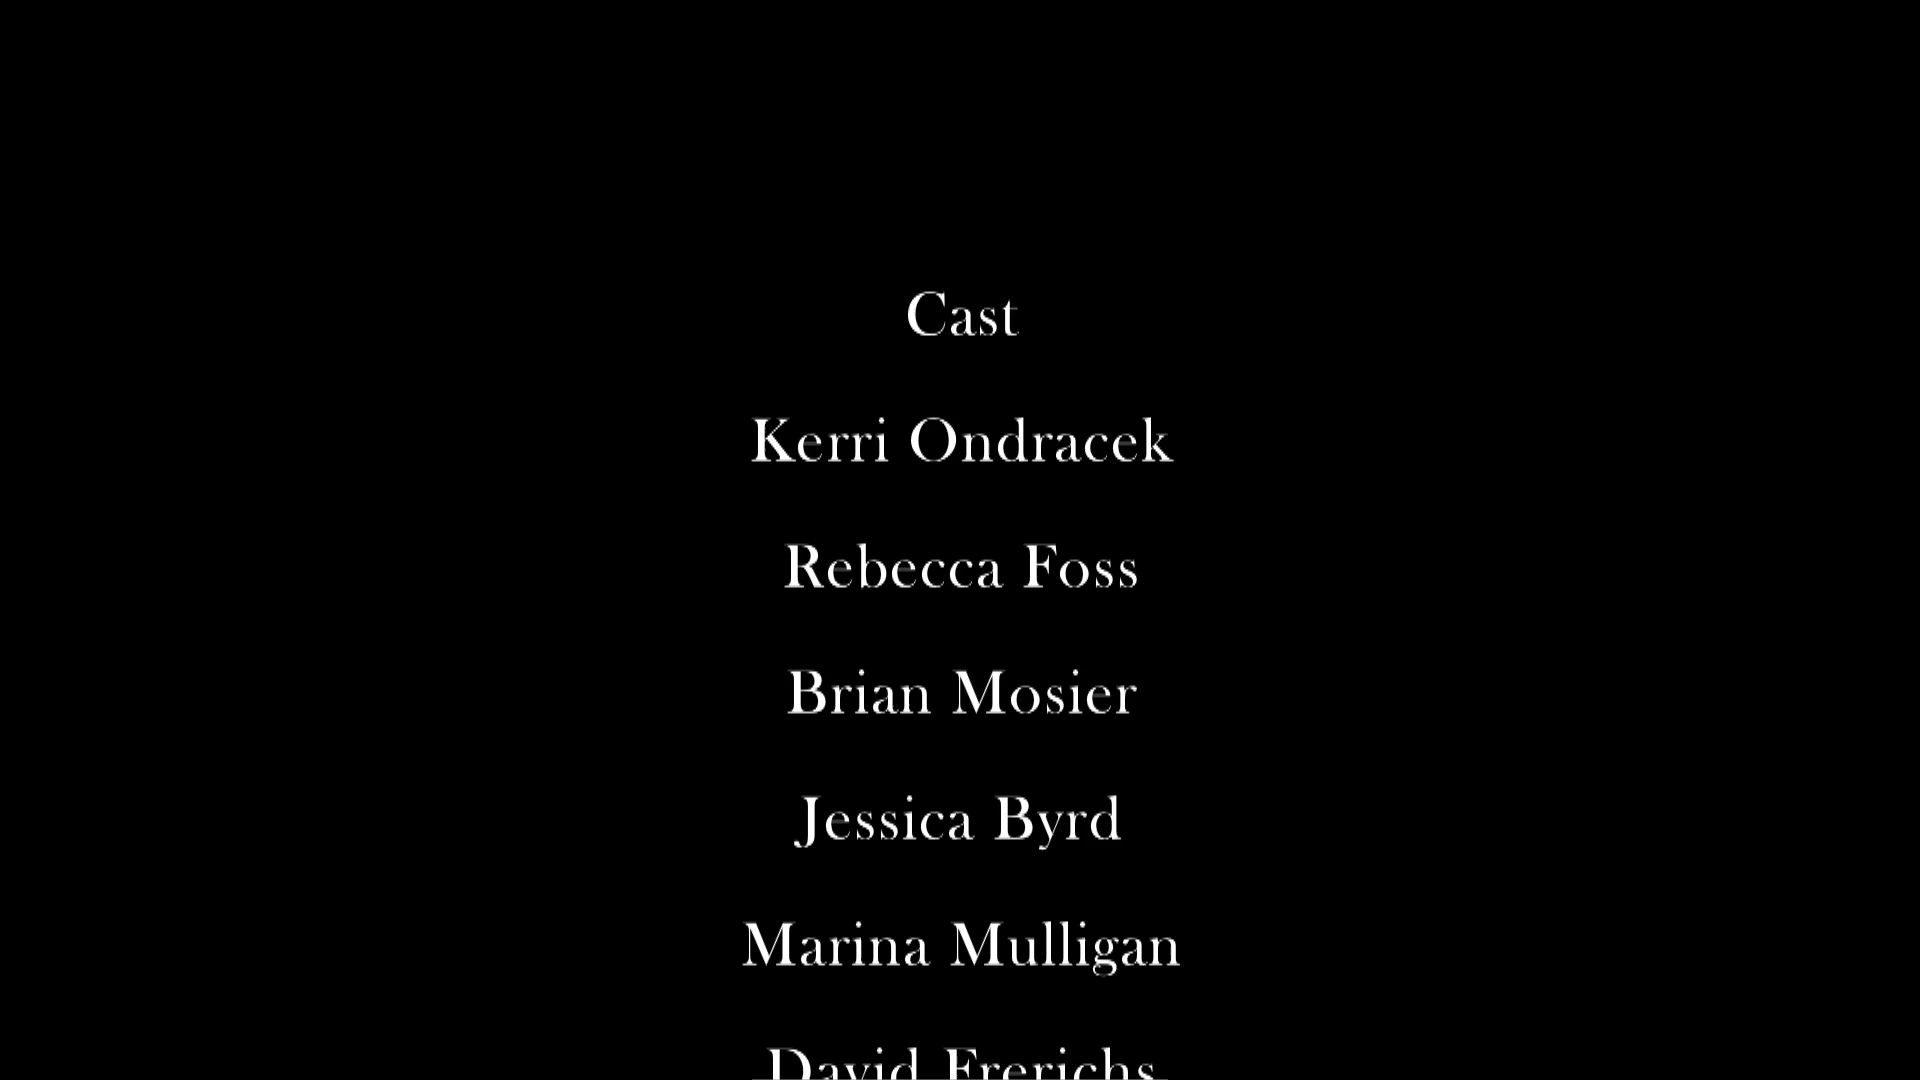 Cast
Kerri Ondracek
Rebecca Foss
Brian Mosier
Jessica Byrd
Marina Mulligan
David Frerichs